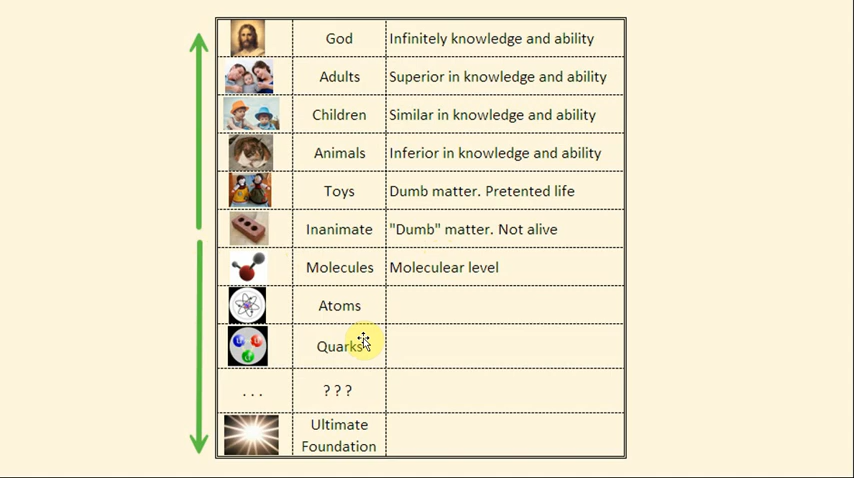 God Infinitely knowledge and ability
Adults Superior in knowledge and ability
Children Similar in knowledge and ability
Animals Inferior in knowledge and ability
Toys Dumb matter. Pretented life
Inanimate "Dumb" matter. Not alive
Molecules Moleculear level
Atoms
Quarks
. . . ? ? ?
Ultimate
Foundation